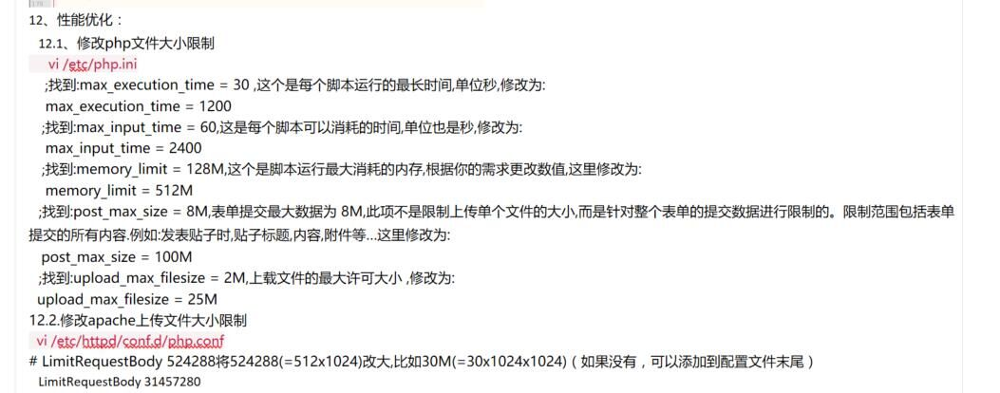 12、性能优化：
12.1、修改php文件大小限制
vi /etc/php.ini
;找到:max_execution_time = 30 ,这个是每个脚本运行的最长时间,单位秒,修改为:
max_execution_time = 1200
;找到:max_input_time = 60,这是每个脚本可以消耗的时间,单位也是秒,修改为:
max_input_time = 2400
;找到:memory_limit = 128M,这个是脚本运行最大消耗的内存,根据你的需求更改数值,这里修改为:
memory_limit = 512M
;找到:post_max_size = 8M,表单提交最大数据为 8M,此项不是限制上传单个文件的大小,而是针对整个表单的提交数据进行限制的。限制范围包括表单
提交的所有内容.例如:发表贴子时,贴子标题,内容,附件等...这里修改为:
post_max_size = 100M
;找到:upload_max_filesize = 2M,上载文件的最大许可大小 ,修改为:
upload_max_filesize = 25M
12.2.修改apache上传文件大小限制
vi /etc/httpd/conf.d/php.conf
# LimitRequestBody 524288将524288(=512x1024)改大,比如30M(=30x1024x1024)（如果没有，可以添加到配置文件末尾）
LimitRequestBody 31457280